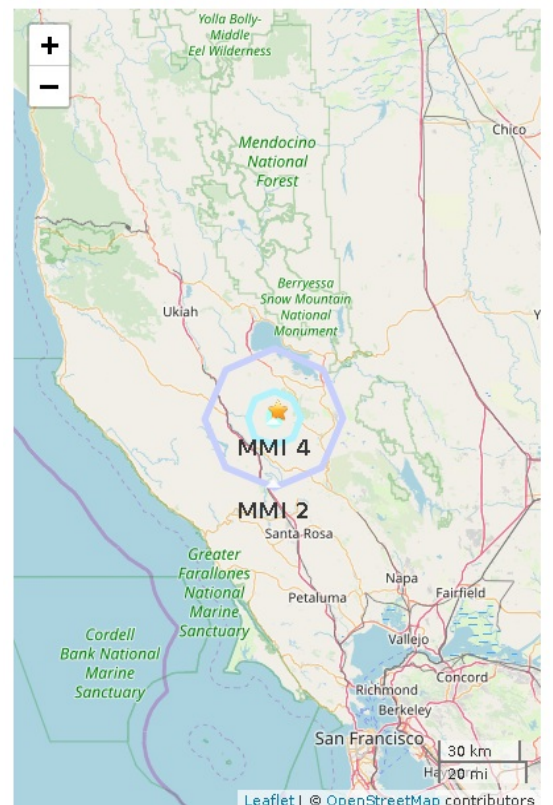 Yolla Bolly-
Middle
Eel Wilderness
+
−
Chico
Mendocino
National
Forest
Berryessa
Snow Mountain
National
Monument
Ukiah
Y
MMI 4
MMI 2
Santa Rosa
Greater
Farallones
National
Marine
Sanctuary
Napa
Fairfield
Petaluma
Cordell
Bank National
Marine
Sanctuary
Vallejo
Concord
Richmond
Berkeley
San Francisco
30 km
Hay
20 mi
Leaflet | © OpenStreetMap contributors